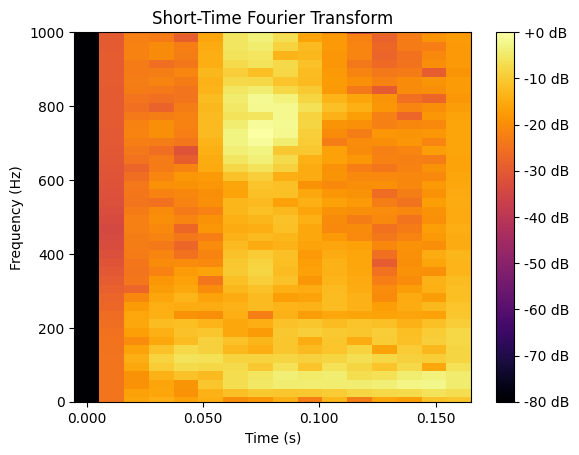 Short-Time Fourier Transform
1000
800
600
400
200
0
Frequency (Hz)
0.000
0.050
0.100
0.150
Time (s)
+0 dB
-10 dB
-20 dB
-30 dB
-40 dB
-50 dB
-60 dB
-70 dB
-80 dB